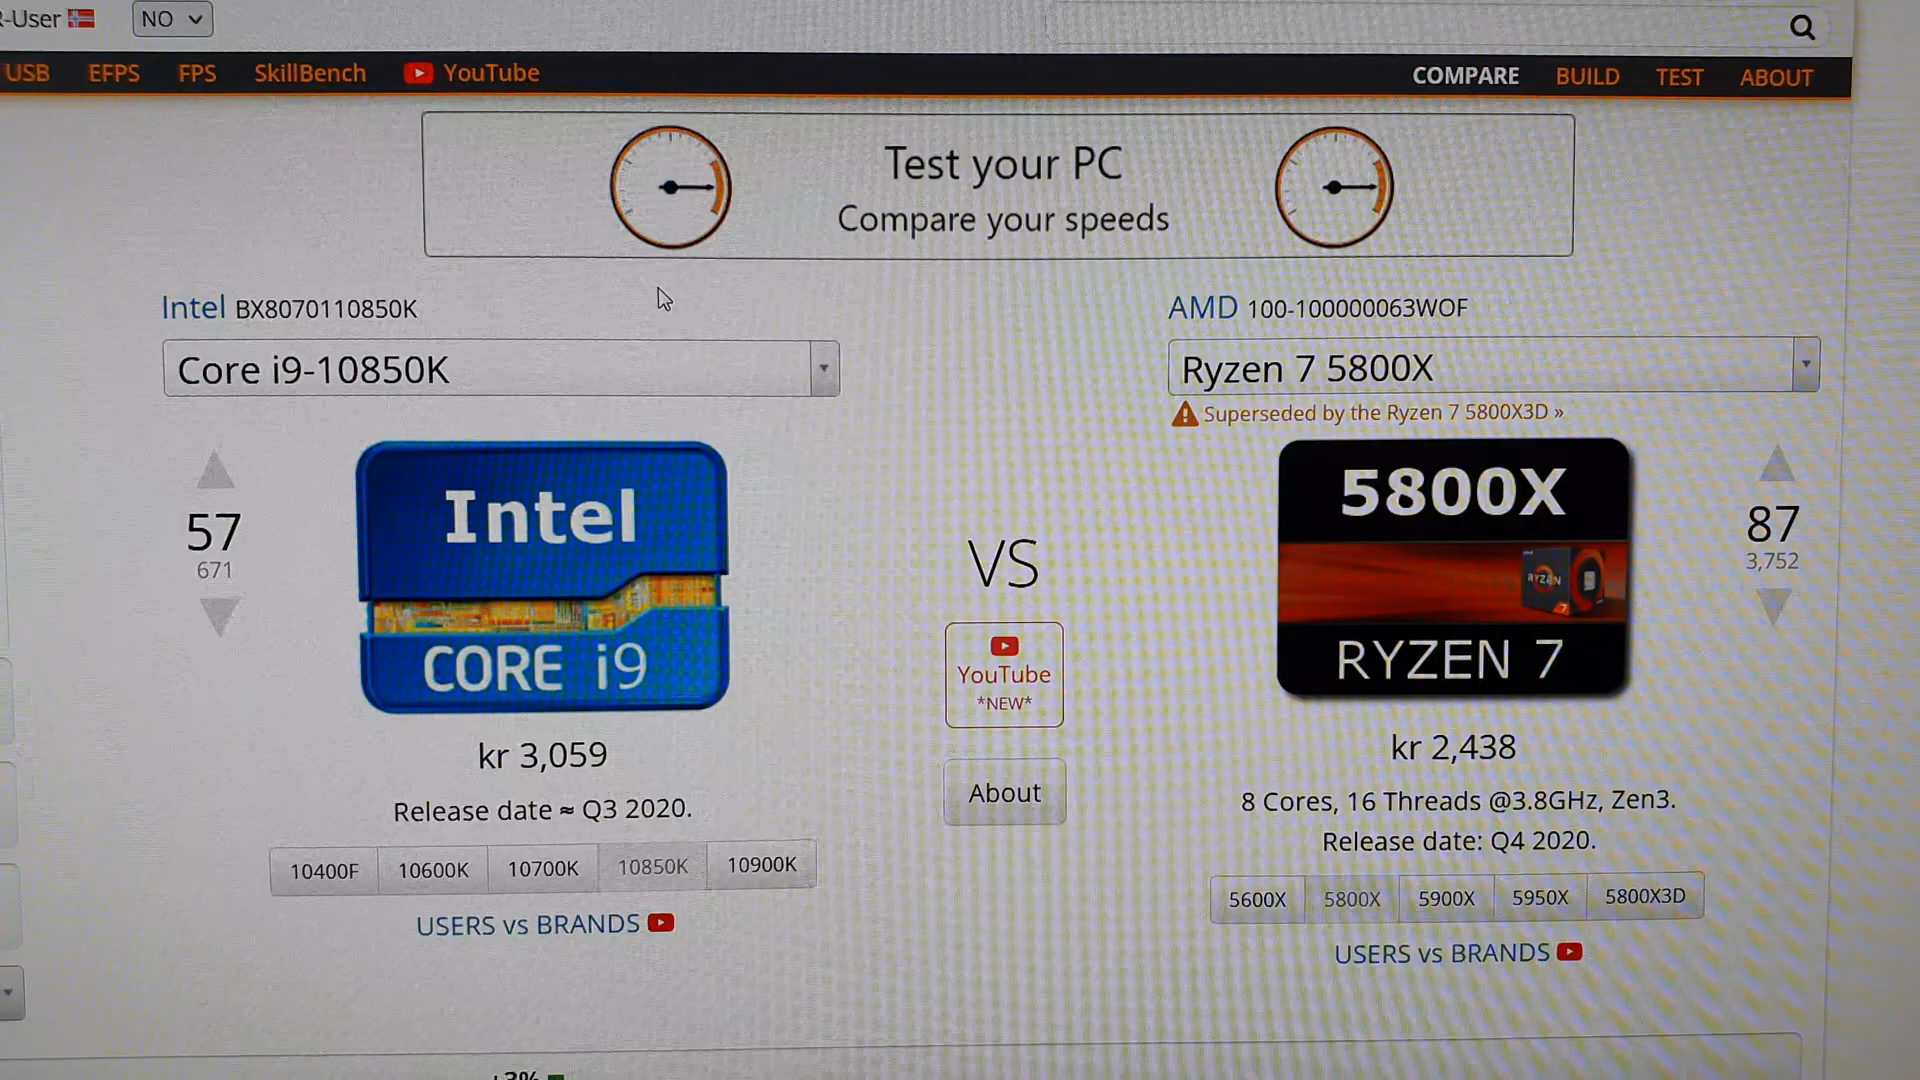 -User NO
USB EFPS FPS SkillBench YouTube COMPARE BUILD TEST ABOUT
Test your PC
Compare your speeds
Intel BX8070110850K
Core i9-10850K
57
671
Intel
CORE i9
kr 3,059
Release date ≈ Q3 2020.
10400F 10600K 10700K 10850K 10900K
USERS vs BRANDS
VS
YouTube
*NEW*
About
AMD 100-100000063WOF
Ryzen 7 5800X
Superseded by the Ryzen 7 5800X3D »
5800X
RYZEN
7
RYZEN 7
87
3,752
kr 2,438
8 Cores, 16 Threads @3.8GHz, Zen3.
Release date: Q4 2020.
5600X 5800X 5900X 5950X 5800X3D
USERS vs BRANDS